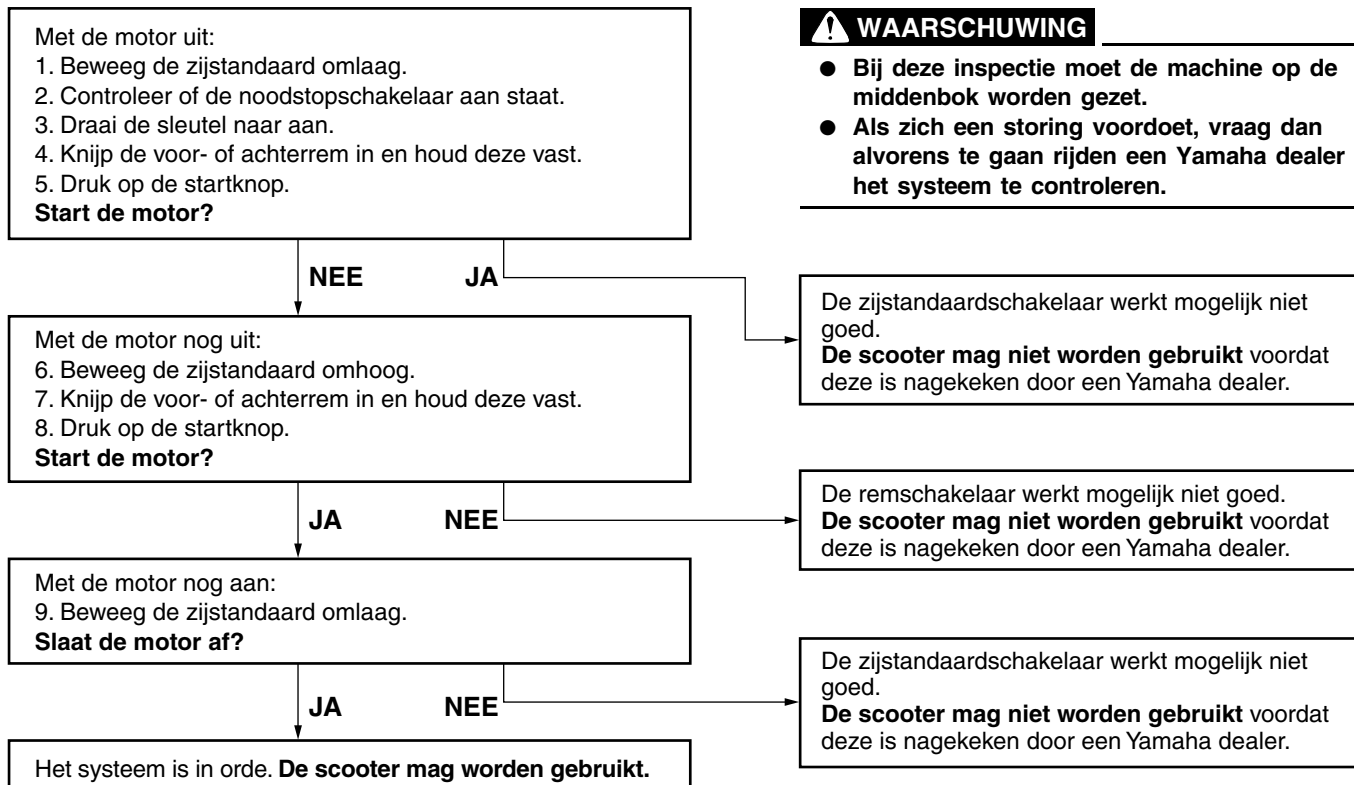 Met de motor uit:
1. Beweeg de zijstandaard omlaag.
2. Controleer of de noodstopschakelaar aan staat.
3. Draai de sleutel naar aan.
4. Knijp de voor- of achterrem in en houd deze vast.
5. Druk op de startknop.
Start de motor?
WAARSCHUWING
● Bij deze inspectie moet de machine op de
middenbok worden gezet.
● Als zich een storing voordoet, vraag dan
alvorens te gaan rijden een Yamaha dealer
het systeem te controleren.
NEE JA
De zijstandaardschakelaar werkt mogelijk niet
goed.
De scooter mag niet worden gebruikt voordat
deze is nagekeken door een Yamaha dealer.
Met de motor nog uit:
6. Beweeg de zijstandaard omhoog.
7. Knijp de voor- of achterrem in en houd deze vast.
8. Druk op de startknop.
Start de motor?
JA NEE
De remschakelaar werkt mogelijk niet goed.
De scooter mag niet worden gebruikt voordat
deze is nagekeken door een Yamaha dealer.
Met de motor nog aan:
9. Beweeg de zijstandaard omlaag.
Slaat de motor af?
JA NEE
De zijstandaardschakelaar werkt mogelijk niet
goed.
De scooter mag niet worden gebruikt voordat
deze is nagekeken door een Yamaha dealer.
Het systeem is in orde. De scooter mag worden gebruikt.